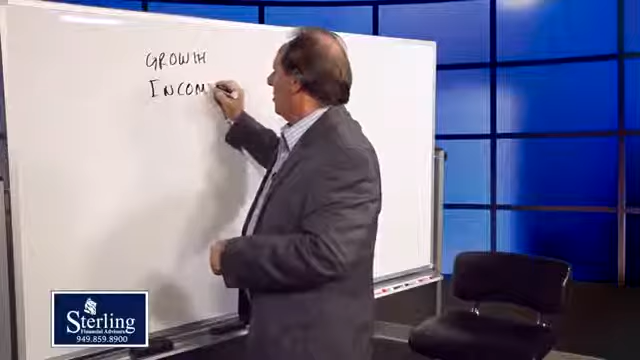 GROWTH
INCOM
Sterling
Financial Advisors
949.859.8900